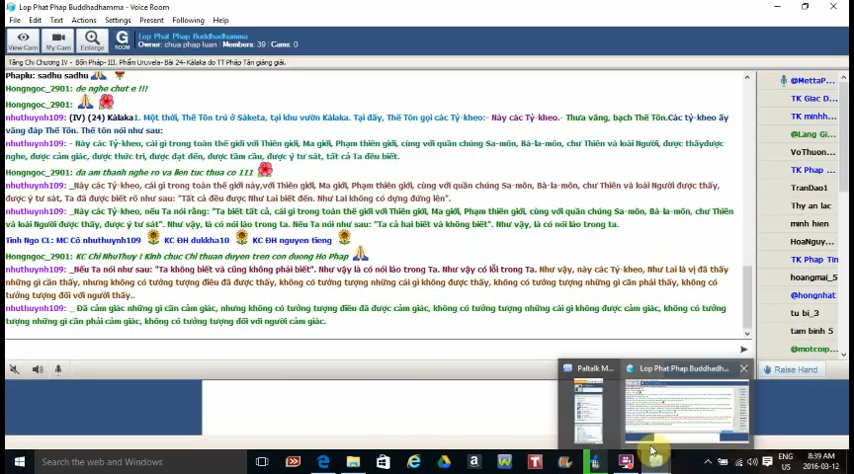 Lop Phat Phap Buddhadhamma - Voice Room
File Edit Text Actions Settings Present Following Help
View Cam My Cam Enlarge G ROOM
Lop Phat Phap Buddhadhamma
Owner: chua phap luan | Members: 39 | Cams: 0
Tăng Chi Chương IV - Bốn Pháp- III. Phẩm Uruvela- Bài 24-Kàlaka do TT Pháp Tân giảng giải.
Phaplu: sadhu sadhu
Hongngoc_2901: de nghe chut e !!!
Hongngoc_2901:
nhuthuynh109: (IV) (24) Kàlaka1. Một thời, Thế Tôn trú ở Sàketa, tại khu vườn Kàlaka. Tại đấy, Thế Tôn gọi các Tỷ-kheo:- Này các Tỷ-kheo.- Thưa vâng, bạch Thế Tôn.Các tỷ-kheo ấy
vâng đáp Thế Tôn. Thế tôn nói như sau:
nhuthuynh109: - Này các Tỷ-kheo, cái gì trong toàn thế giới với Thiên giới, Ma giới, Phạm thiên giới, cùng với quần chúng Sa-môn, Bà-la-môn, chư Thiên và loài Người, được thấyđược
nghe, được cảm giác, được thức tri, được đạt đến, được tầm cầu, được ý tư sát, tất cả Ta đều biết.
Hongngoc_2901: da am thanh nghe ro va lien tuc thua co 111
nhuthuynh109: _Này các Tỷ-kheo, cái gì trong toàn thế giới này,với Thiên giới, Ma giới, Phạm thiên giới, cùng với quần chúng Sa-môn, Bà-la-môn, chư Thiên và loài Người được thấy,
được ý tư sát, Ta đã được biết rõ như sau: "Tất cả đều được Như Lai biết đến. Như Lai không có dựng đứng lên".
nhuthuynh109: _Này các Tỷ-kheo, nếu Ta nói rằng: "Ta biết tất cả, cái gì trong toàn thế giới với Thiên giới, Ma giới, Phạm thiên giới, cùng với quần chúng Sa-môn, Bà-la-môn, chư Thiên
và loài Người được thấy, được ý tư sát". Như vậy, là có nói láo trong Ta. Nếu Ta nói như sau: "Ta cả hai biết và không biết". Như vậy, là có nói láo trong Ta.
Tinh Ngo CL: MC Cô nhuthuynh109 KC ĐH dukkha10 KC ĐH nguyen tieng
Hongngoc_2901: KC Chi NhuThuy ! Kinh chuc Chi thuan duyen tren con duong Ho Phap
nhuthuynh109: _Nếu Ta nói như sau: "Ta không biết và cũng không phải biết". Như vậy là có nói láo trong Ta. Như vậy có lỗi trong Ta. Như vậy, này các Tỷ-kheo, Như Lai là vị đã thấy
những gì cần thấy, nhưng không có tưởng tượng điều đã được thấy, không có tưởng tượng những cái gì không được thấy, không có tưởng tượng những gì cần phải thấy, không có
tưởng tượng đối với người thấy..
nhuthuynh109: _ Đã cảm giác những gì cần cảm giác, nhưng không có tưởng tượng điều đã được cảm giác, không có tưởng tượng những cái gì không được cảm giác, không có tưởng
tượng những gì cần phải cảm giác, không có tưởng tượng đối với người cảm giác.
@MettaP...
TK Giac D...
TK minhh...
@Lang Gi...
VoThuon...
TK Phap ...
TranDao1
Thy an lac
minh hien
HoaNguy...
TK Phap Tin
hoangmai_5
@hongnhat
tu bi_3
tam binh 5
@motcoip...
Raise Hand
Paltalk M...
Lop Phat Phap Buddhadh...
Search the web and Windows
ENG US
8:39 AM
2016-03-12